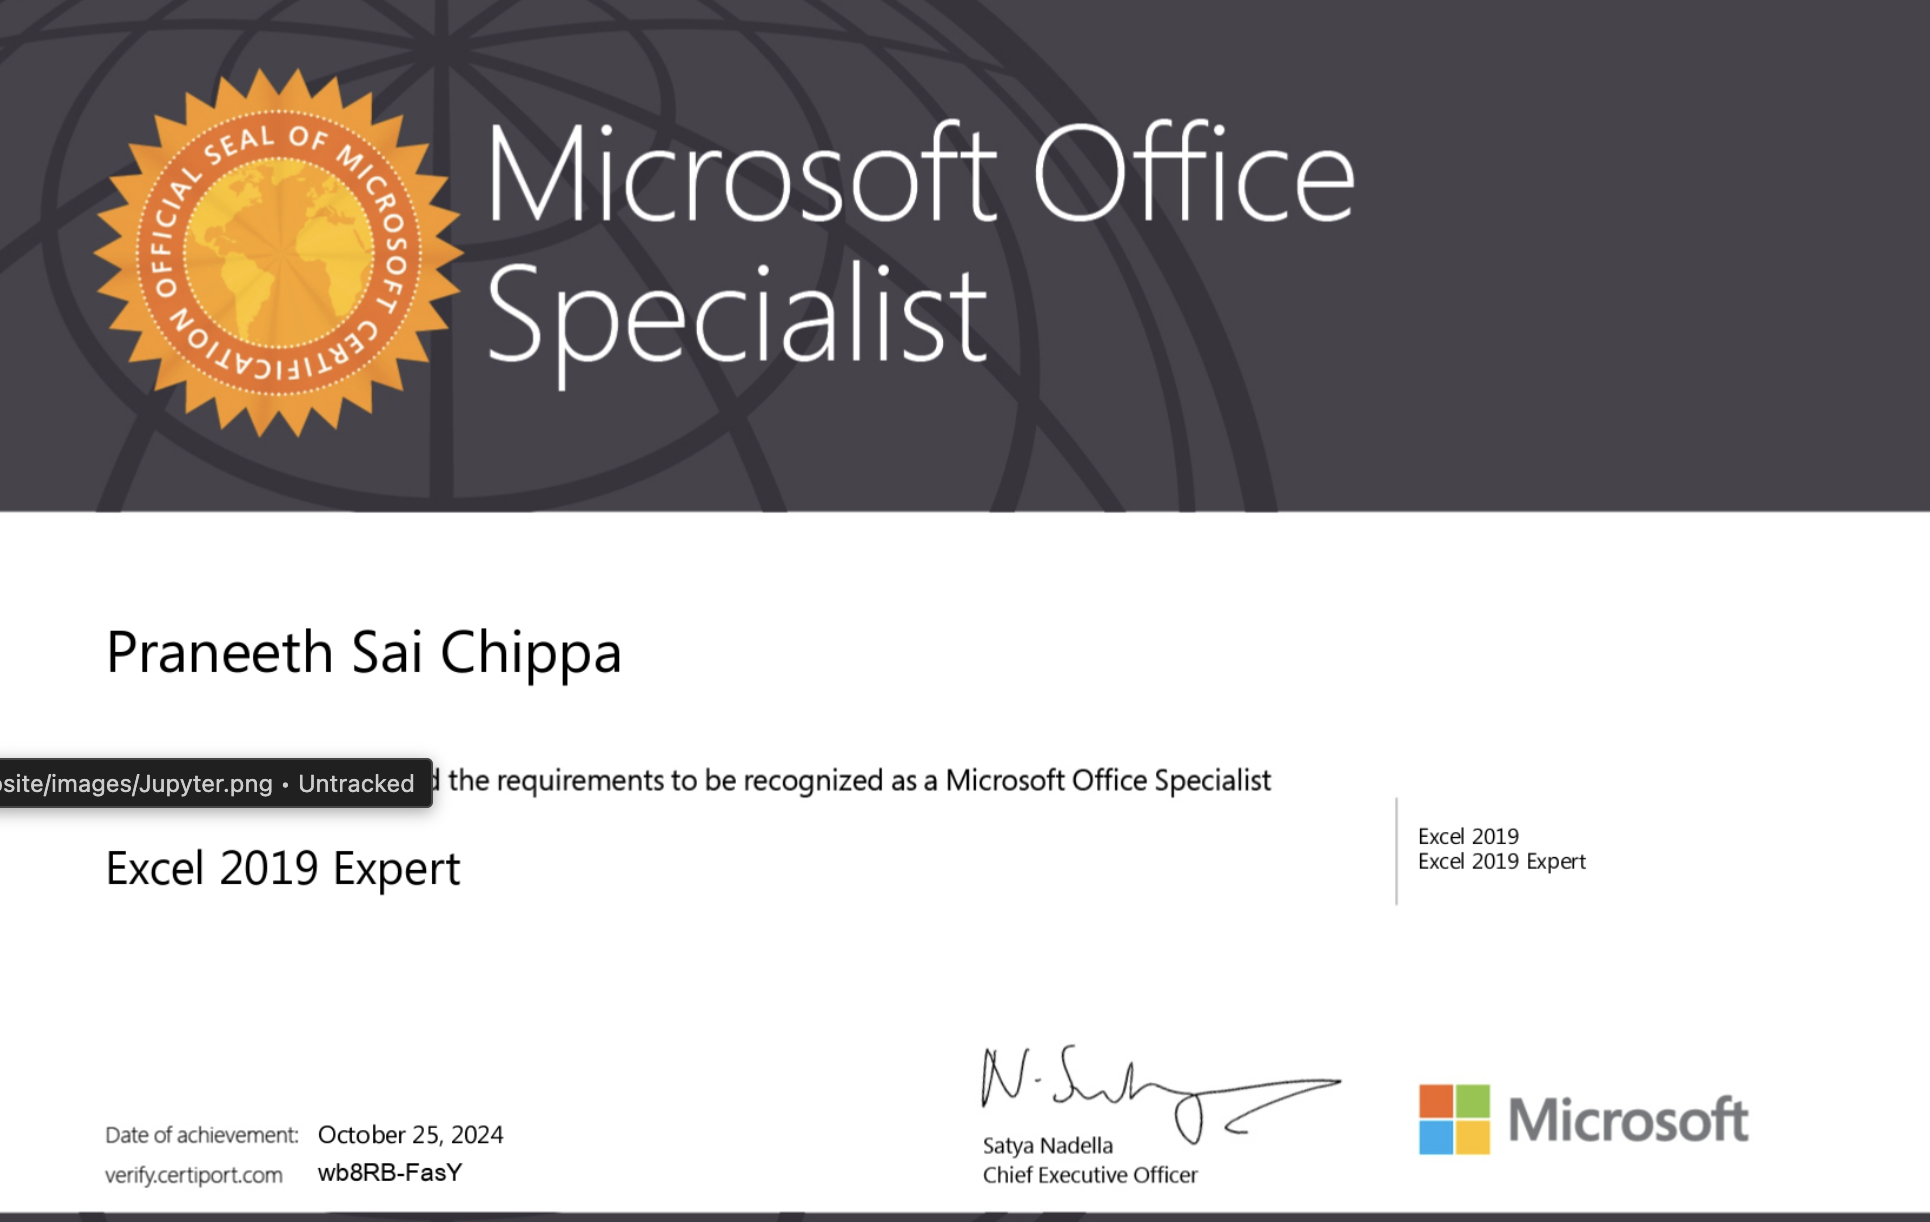 OFFICIAL SEAL OF MICROSOFT CERTIFICATION
Microsoft Office
Specialist
Praneeth Sai Chippa
site/images/Jupyter.png • Untracked
the requirements to be recognized as a Microsoft Office Specialist
Excel 2019
Excel 2019 Expert
Excel 2019 Expert
N. Satya
Satya Nadella
Chief Executive Officer
Microsoft
Date of achievement: October 25, 2024
verify.certiport.com wb8RB-FasY